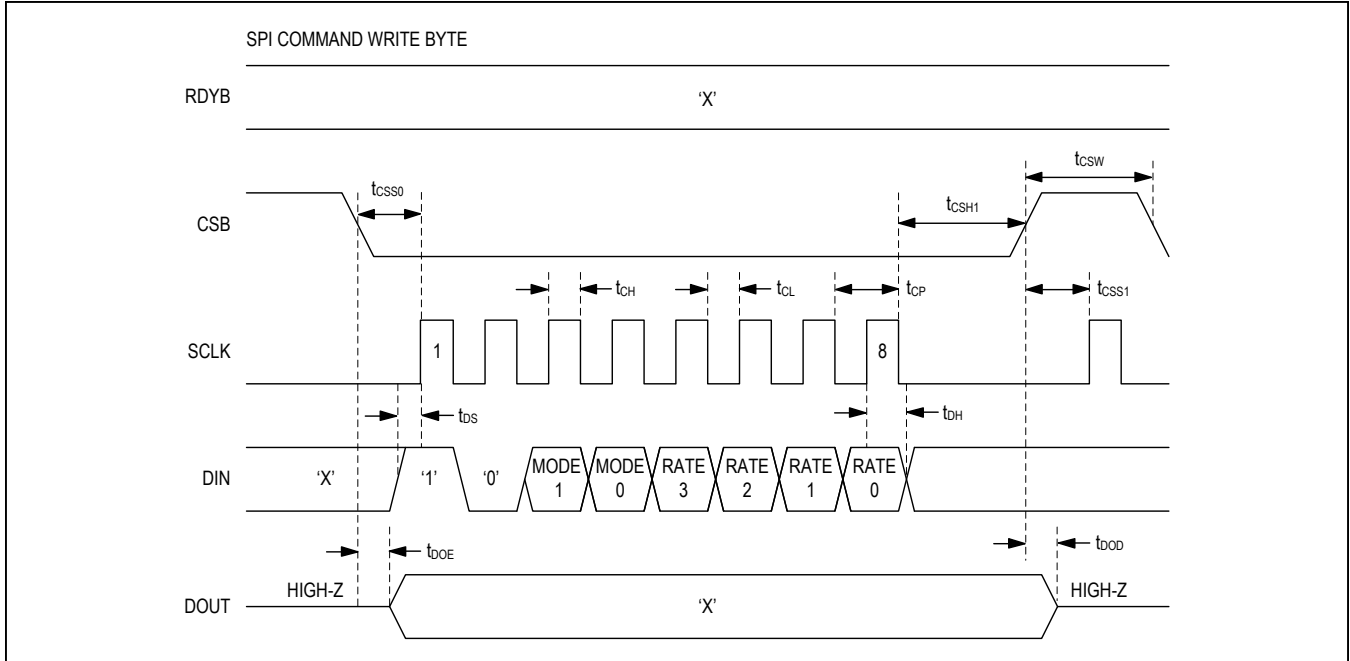 SPI COMMAND WRITE BYTE
RDYB
‘X’
tCSW
tCSS0
tCSH1
CSB
tCH
tCL
tCP
tCSS1
SCLK
1
8
tDS
tDH
DIN
‘X’
‘1’
‘0’
MODE 1
MODE 0
RATE 3
RATE 2
RATE 1
RATE 0
tDOE
tDOD
DOUT
HIGH-Z
‘X’
HIGH-Z